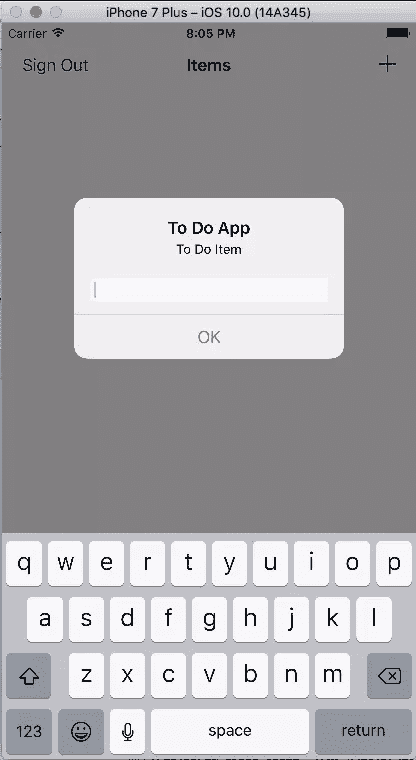 iPhone 7 Plus – iOS 10.0 (14A345)
Carrier 8:05 PM
Sign Out Items +
To Do App
To Do Item
OK
q w e r t y u i o p
a s d f g h j k l
z x c v b n m
123 space return